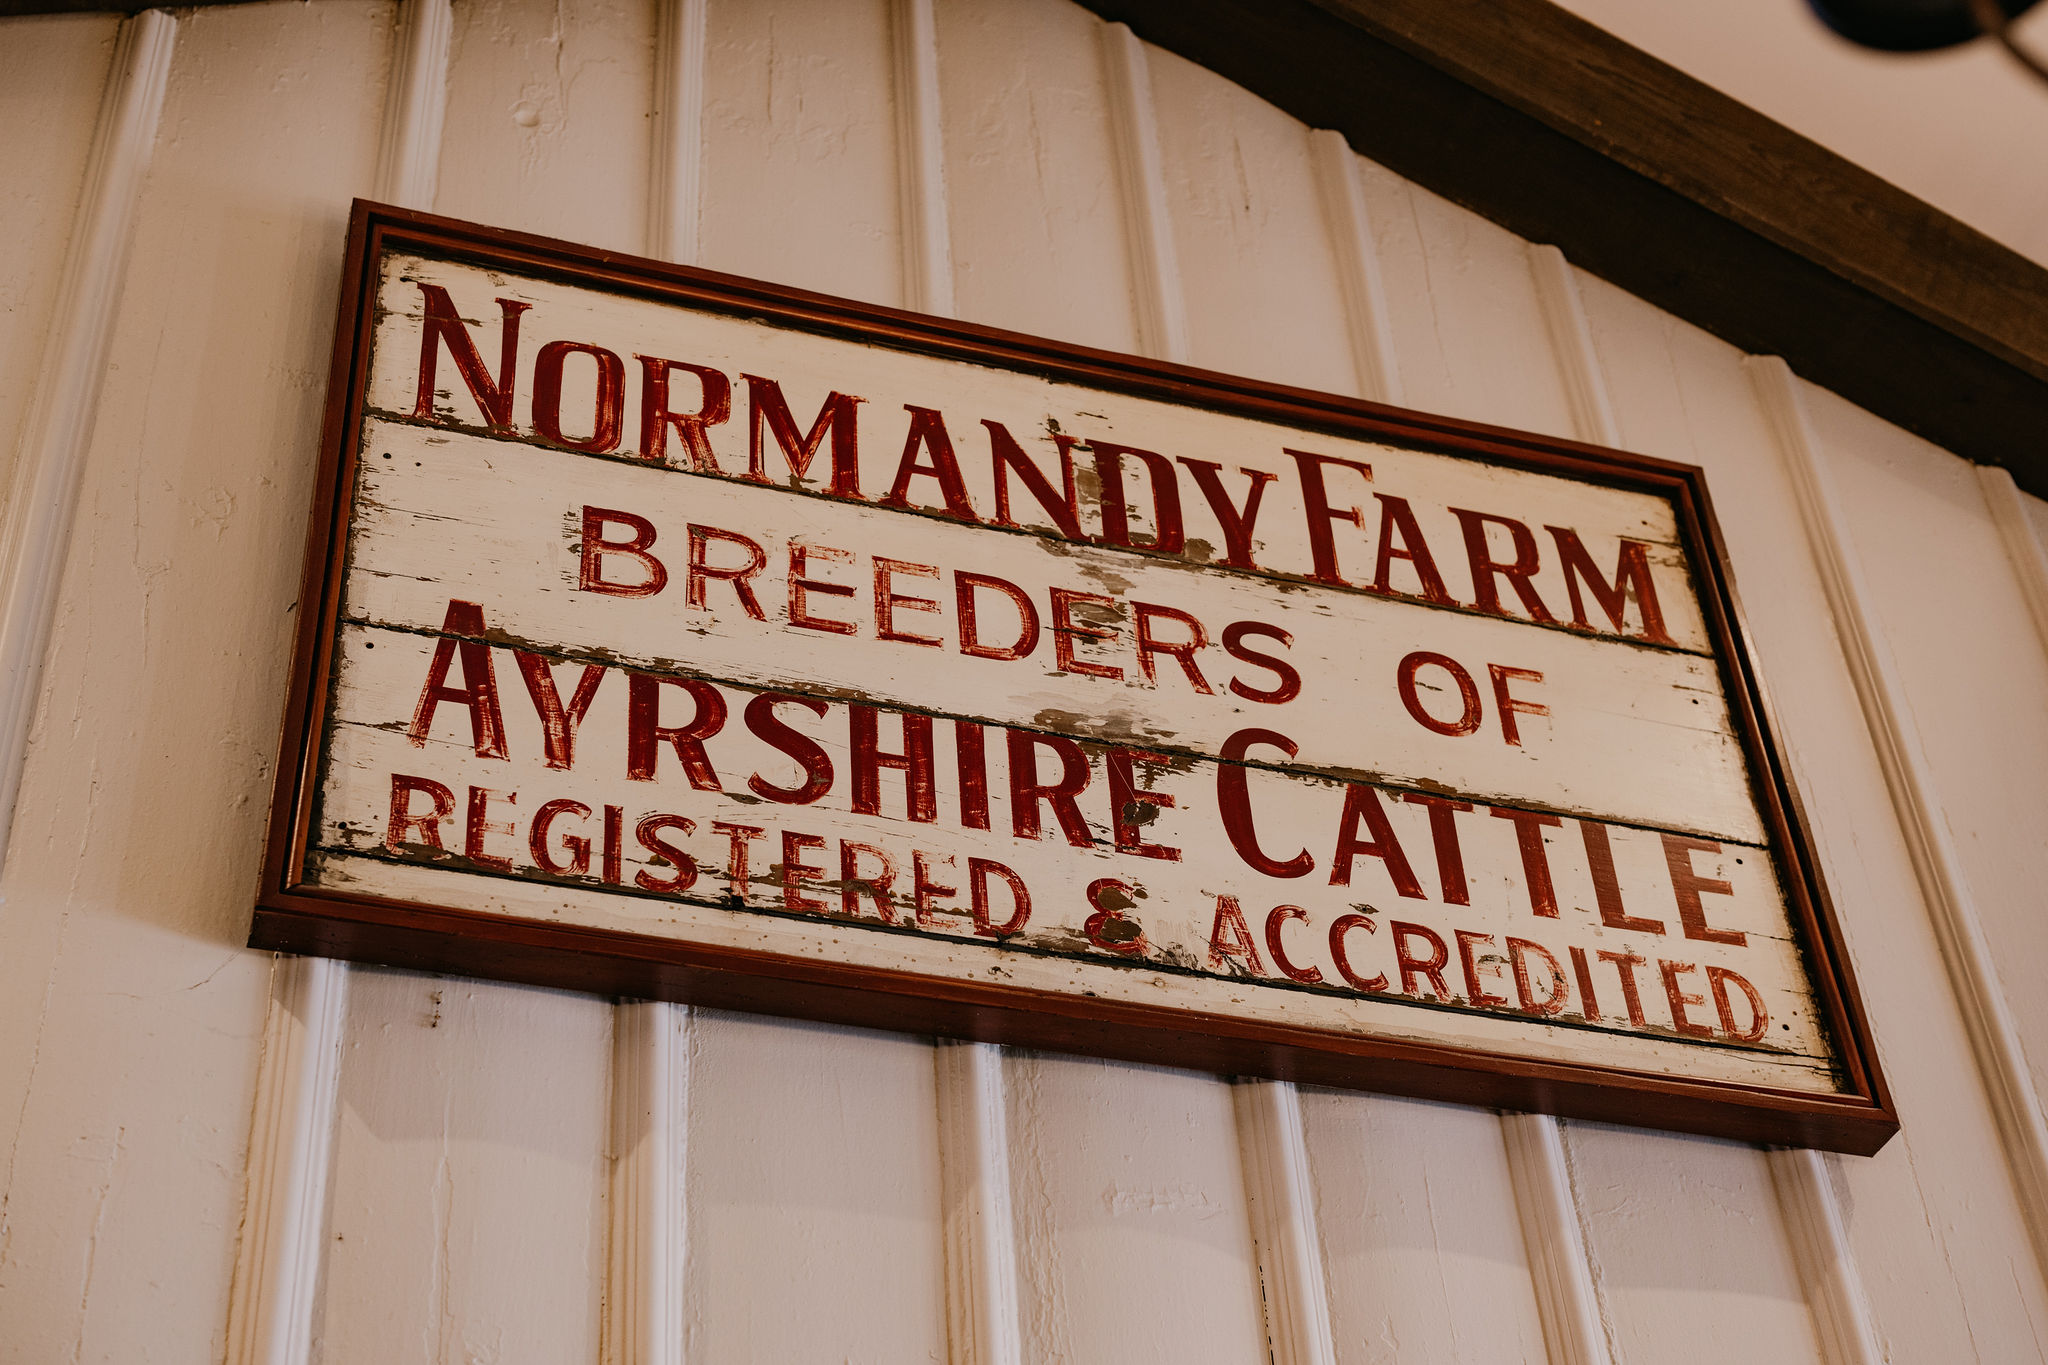 NORMANDY FARM
BREEDERS OF
AYRSHIRE CATTLE
REGISTERED & ACCREDITED